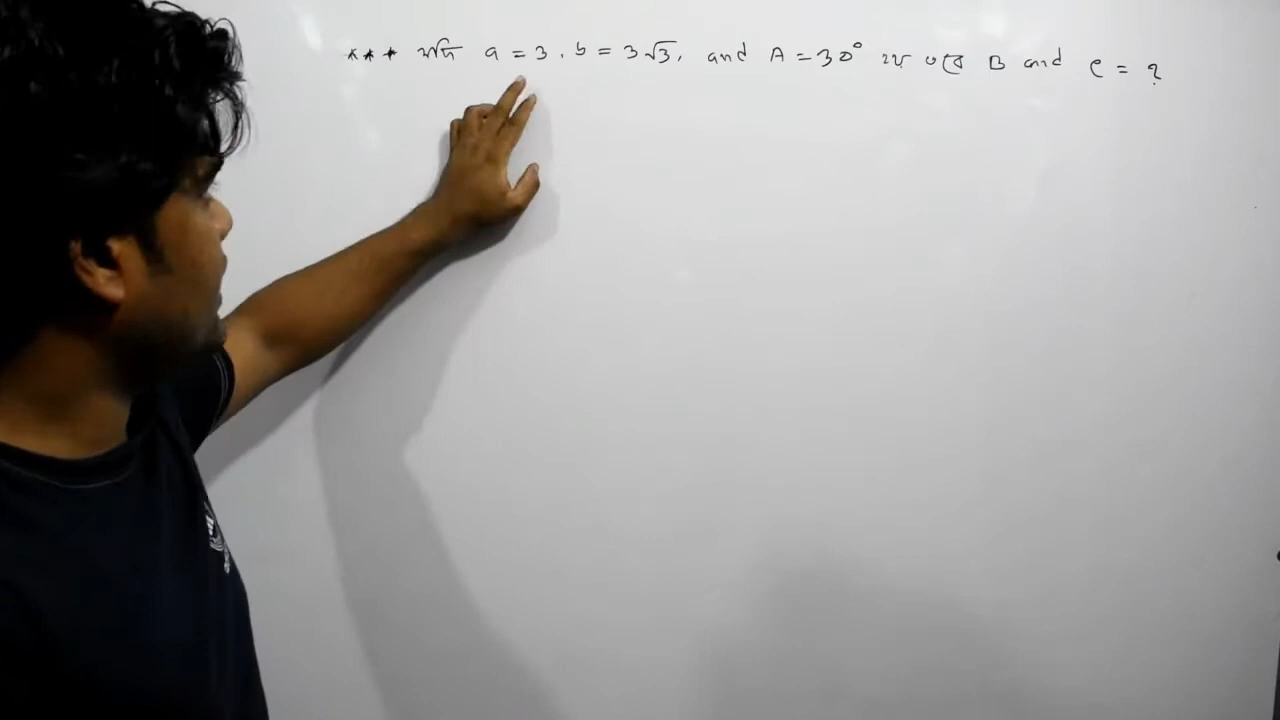 *** যদি a = 3, b = 3√3, and A = 30° হয় তবে B and c = ?